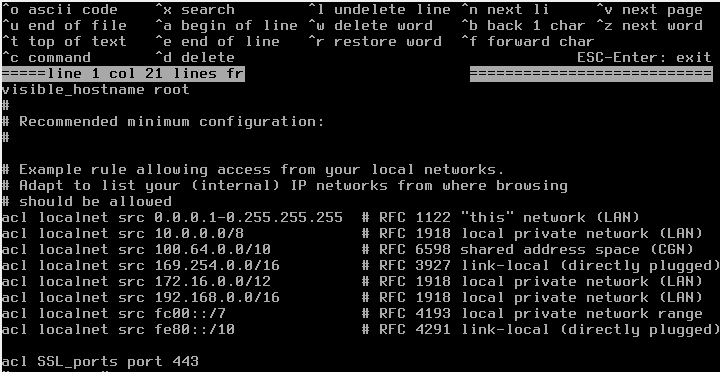 ^o ascii code ^x search ^l undelete line ^n next li ^v next page
^u end of file ^a begin of line ^w delete word ^b back 1 char ^z next word
^t top of text ^e end of line ^r restore word ^f forward char
^c command ^d delete ESC-Enter: exit
=====line 1 col 21 lines fr ===========================
visible_hostname root
#
# Recommended minimum configuration:
#
# Example rule allowing access from your local networks.
# Adapt to list your (internal) IP networks from where browsing
# should be allowed
acl localnet src 0.0.0.1-0.255.255.255 # RFC 1122 "this" network (LAN)
acl localnet src 10.0.0.0/8 # RFC 1918 local private network (LAN)
acl localnet src 100.64.0.0/10 # RFC 6598 shared address space (CGN)
acl localnet src 169.254.0.0/16 # RFC 3927 link-local (directly plugged)
acl localnet src 172.16.0.0/12 # RFC 1918 local private network (LAN)
acl localnet src 192.168.0.0/16 # RFC 1918 local private network (LAN)
acl localnet src fc00::/7 # RFC 4193 local private network range
acl localnet src fe80::/10 # RFC 4291 link-local (directly plugged)
acl SSL_ports port 443